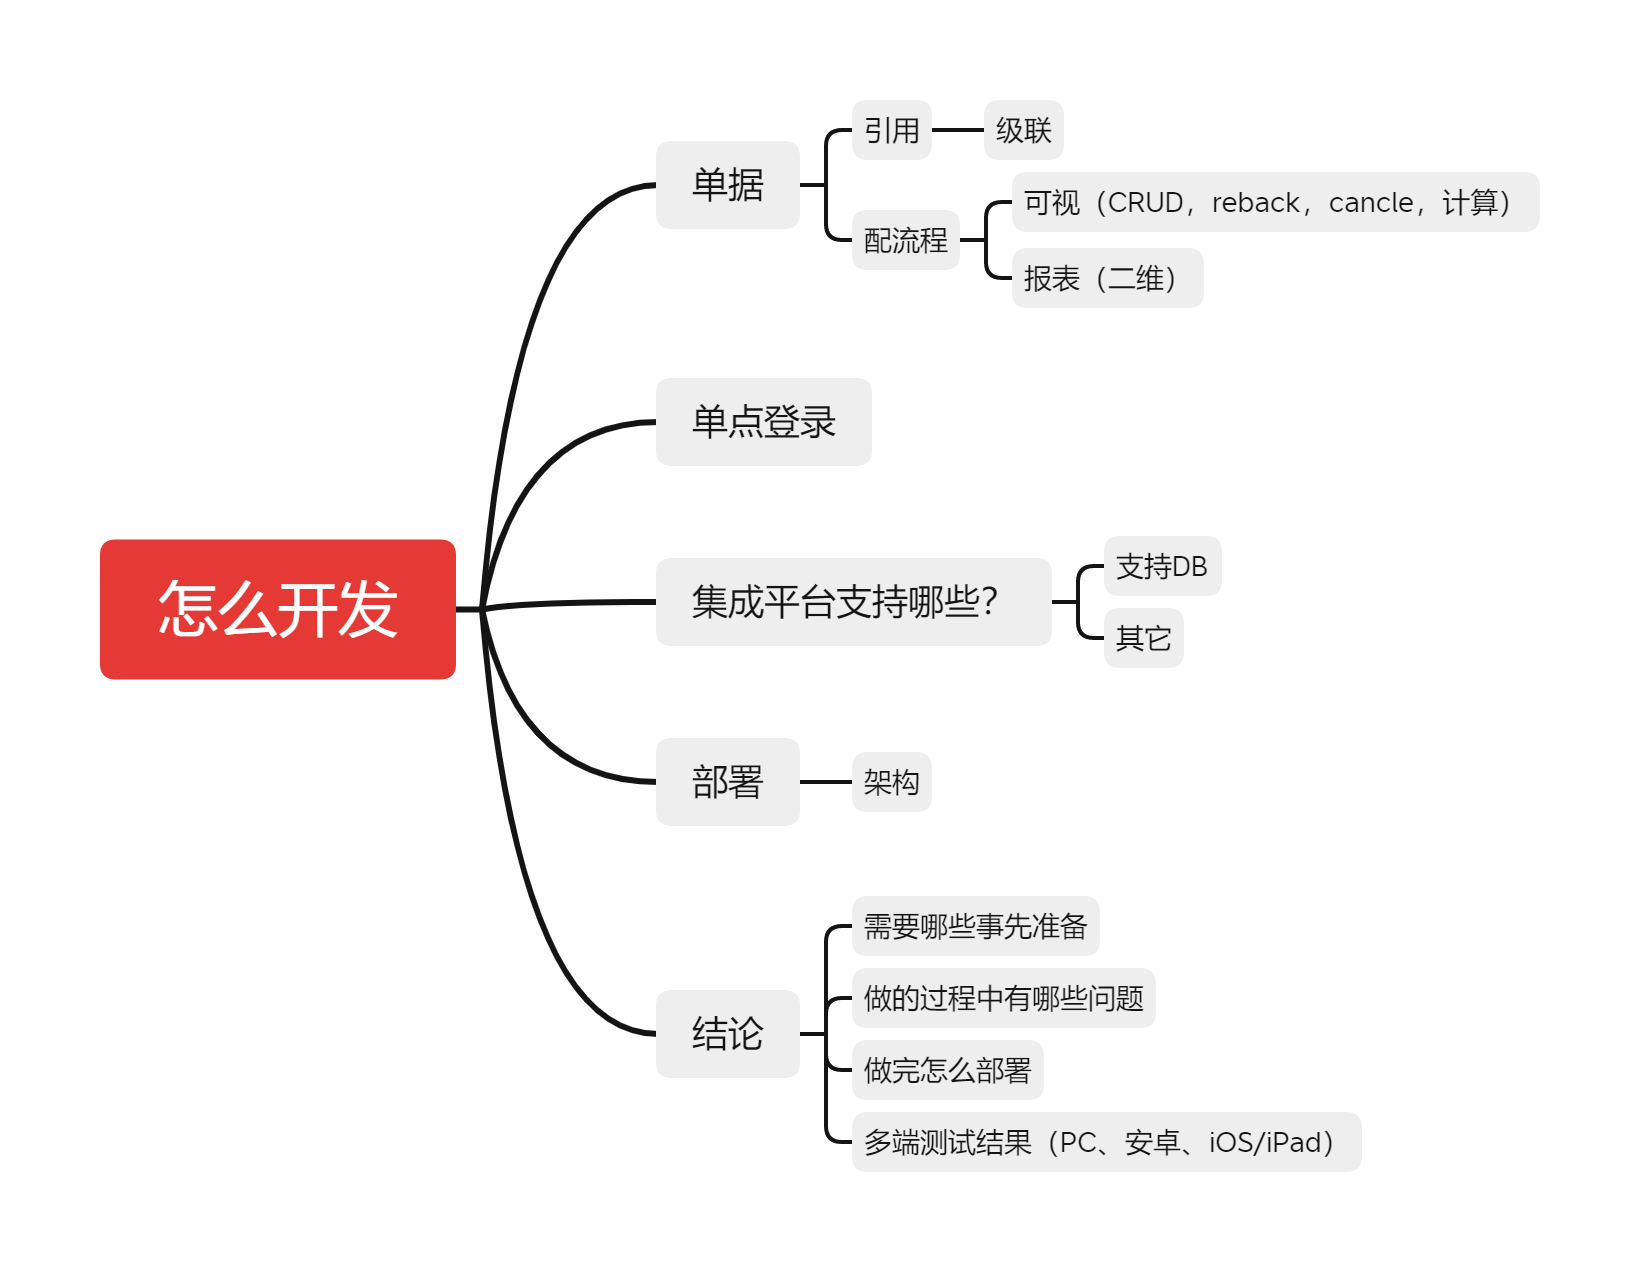 怎么开发
单据
引用
级联
配流程
可视（CRUD，reback，cancle，计算）
报表（二维）
单点登录
集成平台支持哪些？
支持DB
其它
部署
架构
结论
需要哪些事先准备
做的过程中有哪些问题
做完怎么部署
多端测试结果（PC、安卓、iOS/iPad）